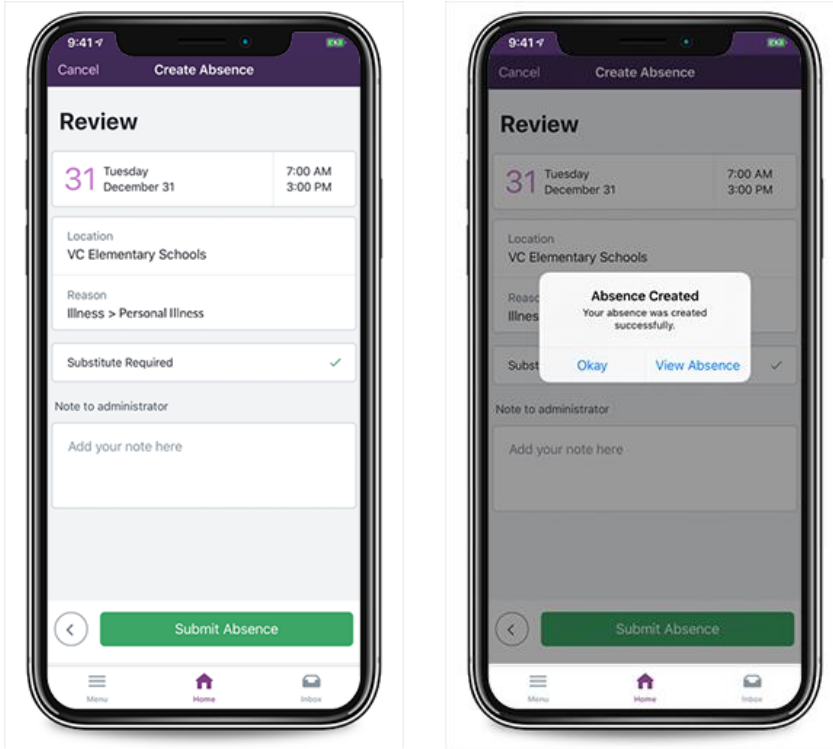 9:41
Cancel
Create Absence
Review
31
Tuesday
December 31
7:00 AM
3:00 PM
Location
VC Elementary Schools
Reason
Illness > Personal Illness
Substitute Required
Note to administrator
Add your note here
Submit Absence
Menu
Home
Inbox
9:41
Cancel
Create Absence
Review
31
Tuesday
December 31
7:00 AM
3:00 PM
Location
VC Elementary Schools
Reaso
Illnes
Absence Created
Your absence was created
successfully.
Okay
View Absence
Subst
Note to administrator
Add your note here
Submit Absence
Menu
Home
Inbox